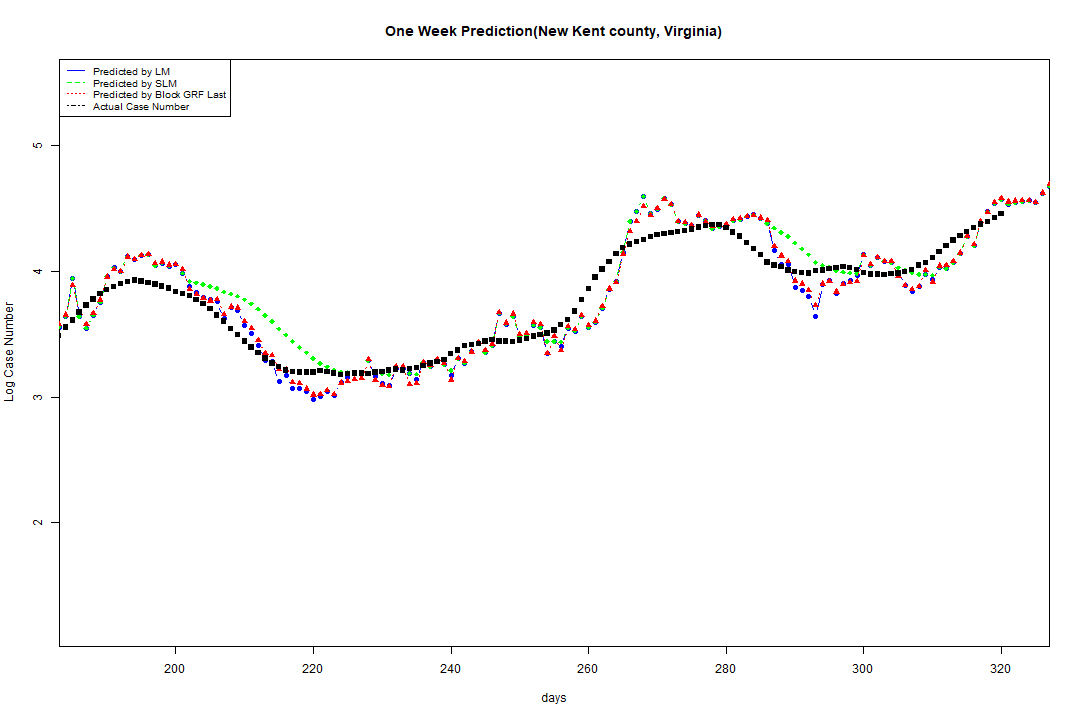 One Week Prediction(New Kent county, Virginia)
Predicted by LM
Predicted by SLM
Predicted by Block GRF Last
Actual Case Number
5
4
3
2
Log Case Number
200 220 240 260 280 300 320
days